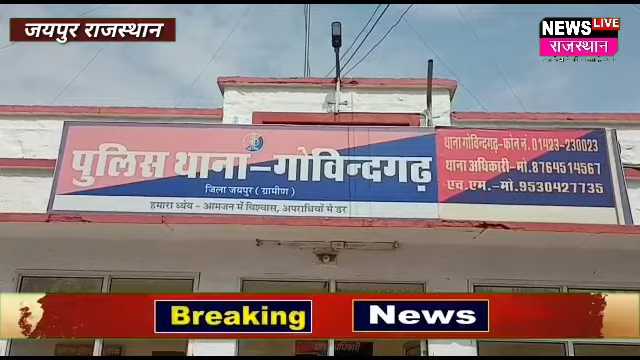 जयपुर राजस्थान
NEWS LIVE
राजस्थान
पुलिस थाना-गोविन्दगढ़
जिला जयपुर ( ग्रामीण )
हमारा ध्येय - आमजन में विश्वास, अपराधियों में डर
थाना गोविन्दगढ़-फोन नं. 01423-230023
थाना अधिकारी-मो. 8764514567
एच.एम.-मो. 9530427735
Breaking News